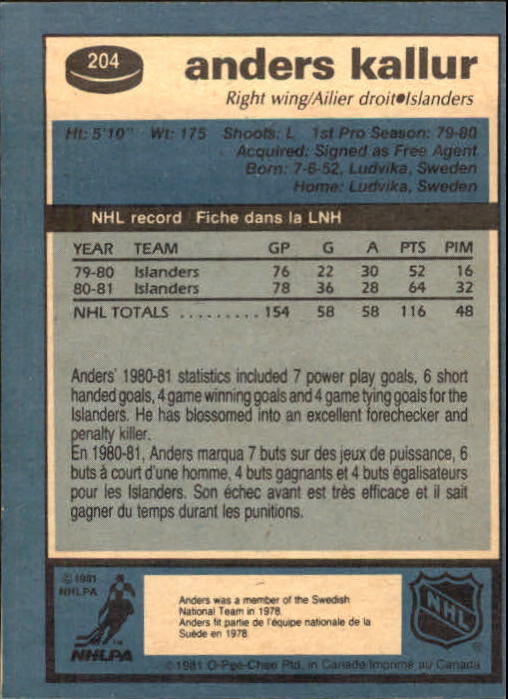 204
anders kallur
Right wing/Ailier droit●Islanders
Ht: 5'10" Wt: 175 Shoots: L 1st Pro Season: 79-80
Acquired: Signed as Free Agent
Born: 7-6-52, Ludvika, Sweden
Home: Ludvika, Sweden
NHL record Fiche dans la LNH
YEAR TEAM GP G A PTS PIM
79-80 Islanders 76 22 30 52 16
80-81 Islanders 78 36 28 64 32
NHL TOTALS ......... 154 58 58 116 48
Anders' 1980-81 statistics included 7 power play goals, 6 short
handed goals, 4 game winning goals and 4 game tying goals for the
Islanders. He has blossomed into an excellent forechecker and
penalty killer.
En 1980-81, Anders marqua 7 buts sur des jeux de puissance, 6
buts à court d'une homme, 4 buts gagnants et 4 buts égalisateurs
pour les Islanders. Son échec avant est très efficace et il sait
gagner du temps durant les punitions.
© 1981
NHLPA
NHLPA
Anders was a member of the Swedish
National Team in 1978.
Anders fit partie de l'équipe nationale de la
Suède en 1978.
NHL
© 1981 O-Pee-Chee Ptd. in Canada Imprimé au Canada